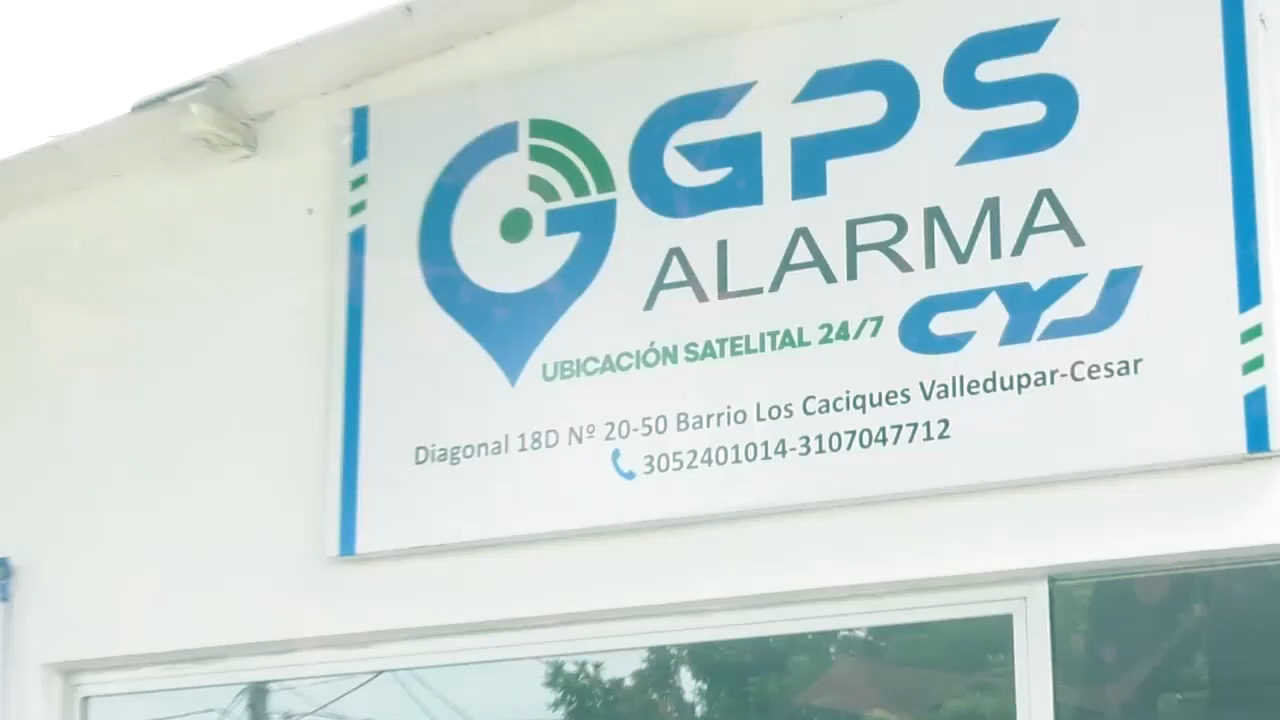 GPS
ALARMA
UBICACIÓN SATELITAL 24/7 CYJ
Diagonal 18D Nº 20-50 Barrio Los Caciques Valledupar-Cesar
3052401014-3107047712